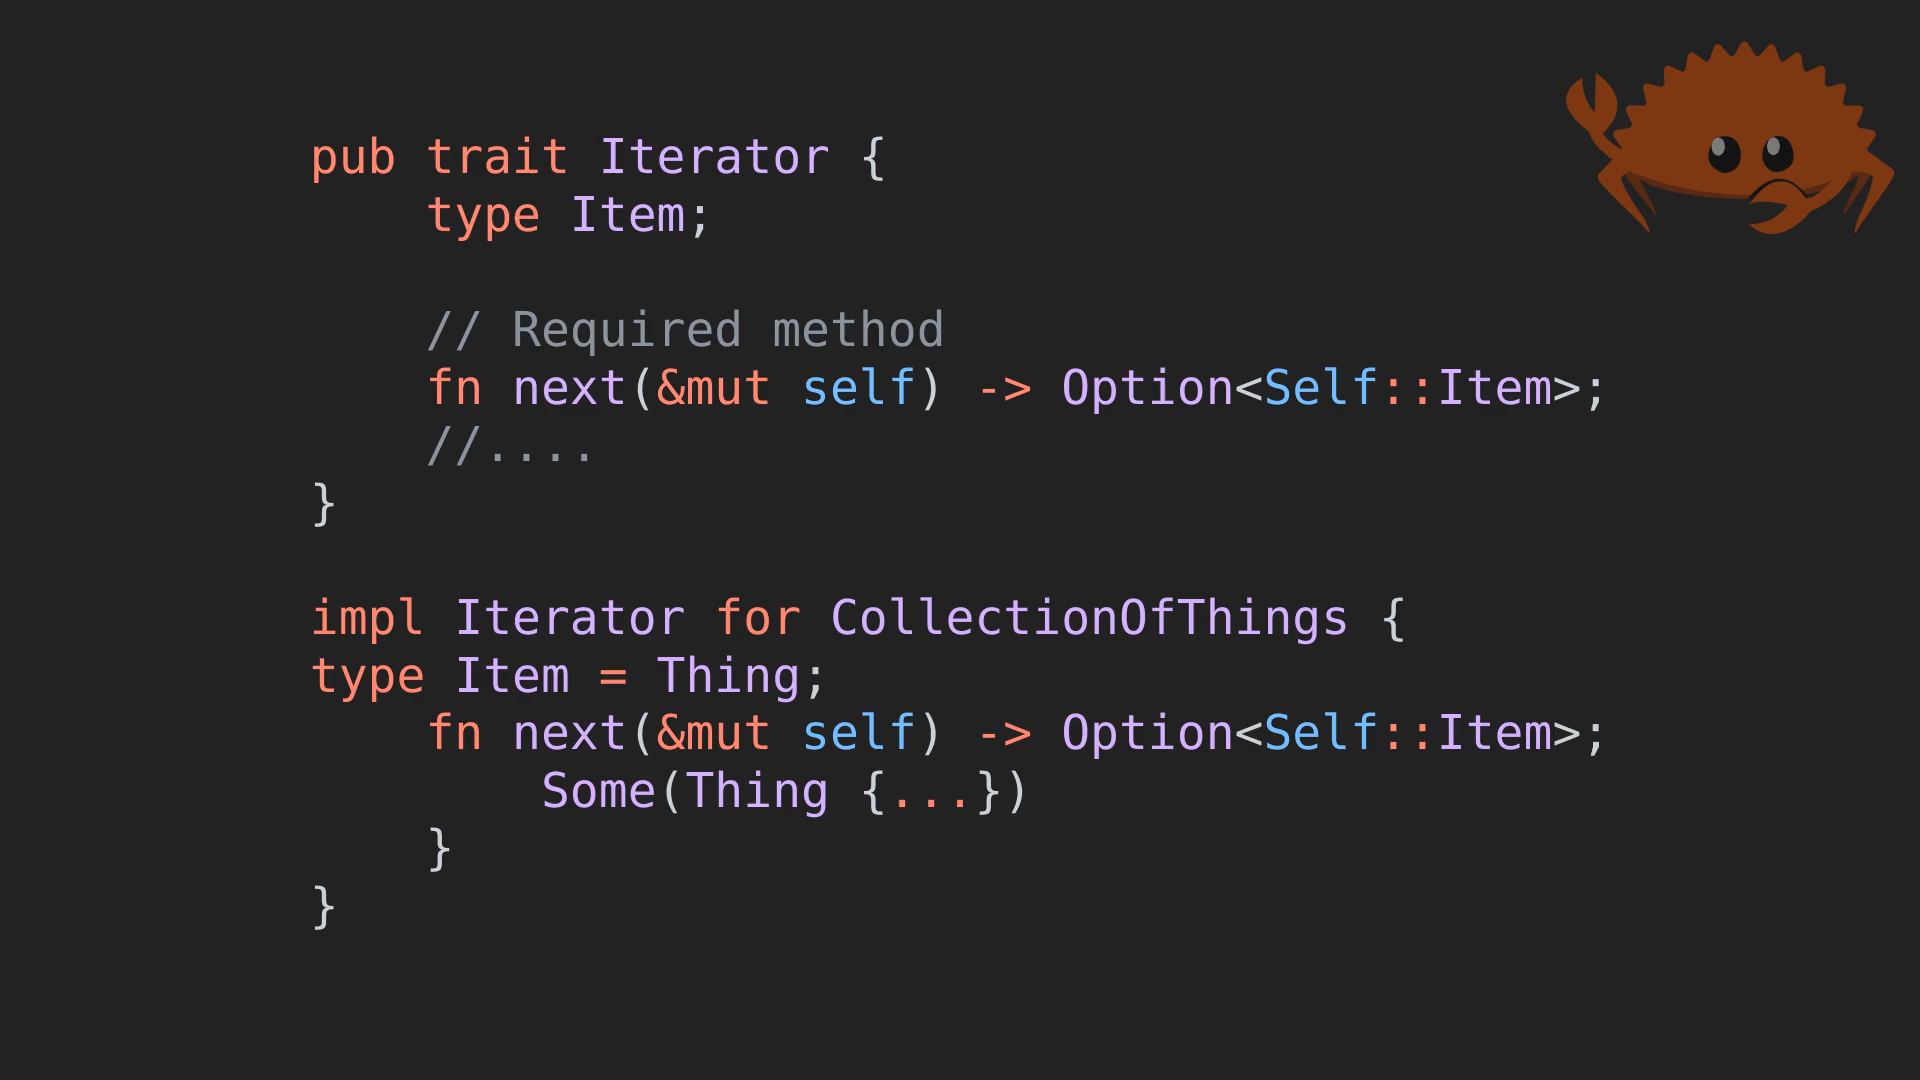 pub trait Iterator {
    type Item;
    // Required method
    fn next(&mut self) -> Option<Self::Item>;
    //....
}
impl Iterator for CollectionOfThings {
type Item = Thing;
    fn next(&mut self) -> Option<Self::Item>;
        Some(Thing {...})
    }
}